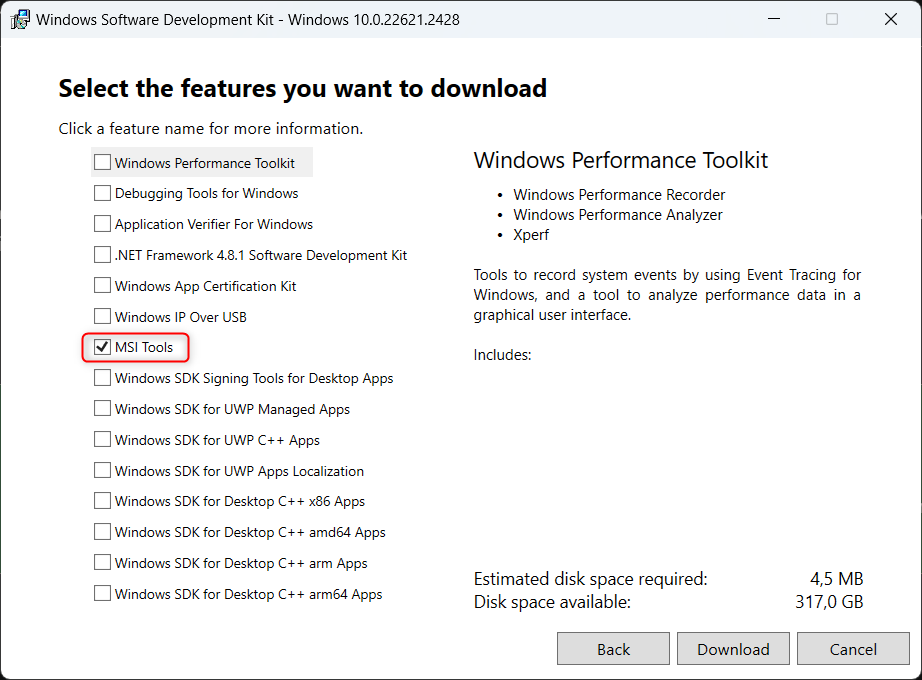 Windows Software Development Kit - Windows 10.0.22621.2428
Select the features you want to download
Click a feature name for more information.
Windows Performance Toolkit
Debugging Tools for Windows
Application Verifier For Windows
.NET Framework 4.8.1 Software Development Kit
Windows App Certification Kit
Windows IP Over USB
MSI Tools
Windows SDK Signing Tools for Desktop Apps
Windows SDK for UWP Managed Apps
Windows SDK for UWP C++ Apps
Windows SDK for UWP Apps Localization
Windows SDK for Desktop C++ x86 Apps
Windows SDK for Desktop C++ amd64 Apps
Windows SDK for Desktop C++ arm Apps
Windows SDK for Desktop C++ arm64 Apps
Windows Performance Toolkit
• Windows Performance Recorder
• Windows Performance Analyzer
• Xperf
Tools to record system events by using Event Tracing for
Windows, and a tool to analyze performance data in a
graphical user interface.
Includes:
Estimated disk space required: 4,5 MB
Disk space available: 317,0 GB
Back Download Cancel